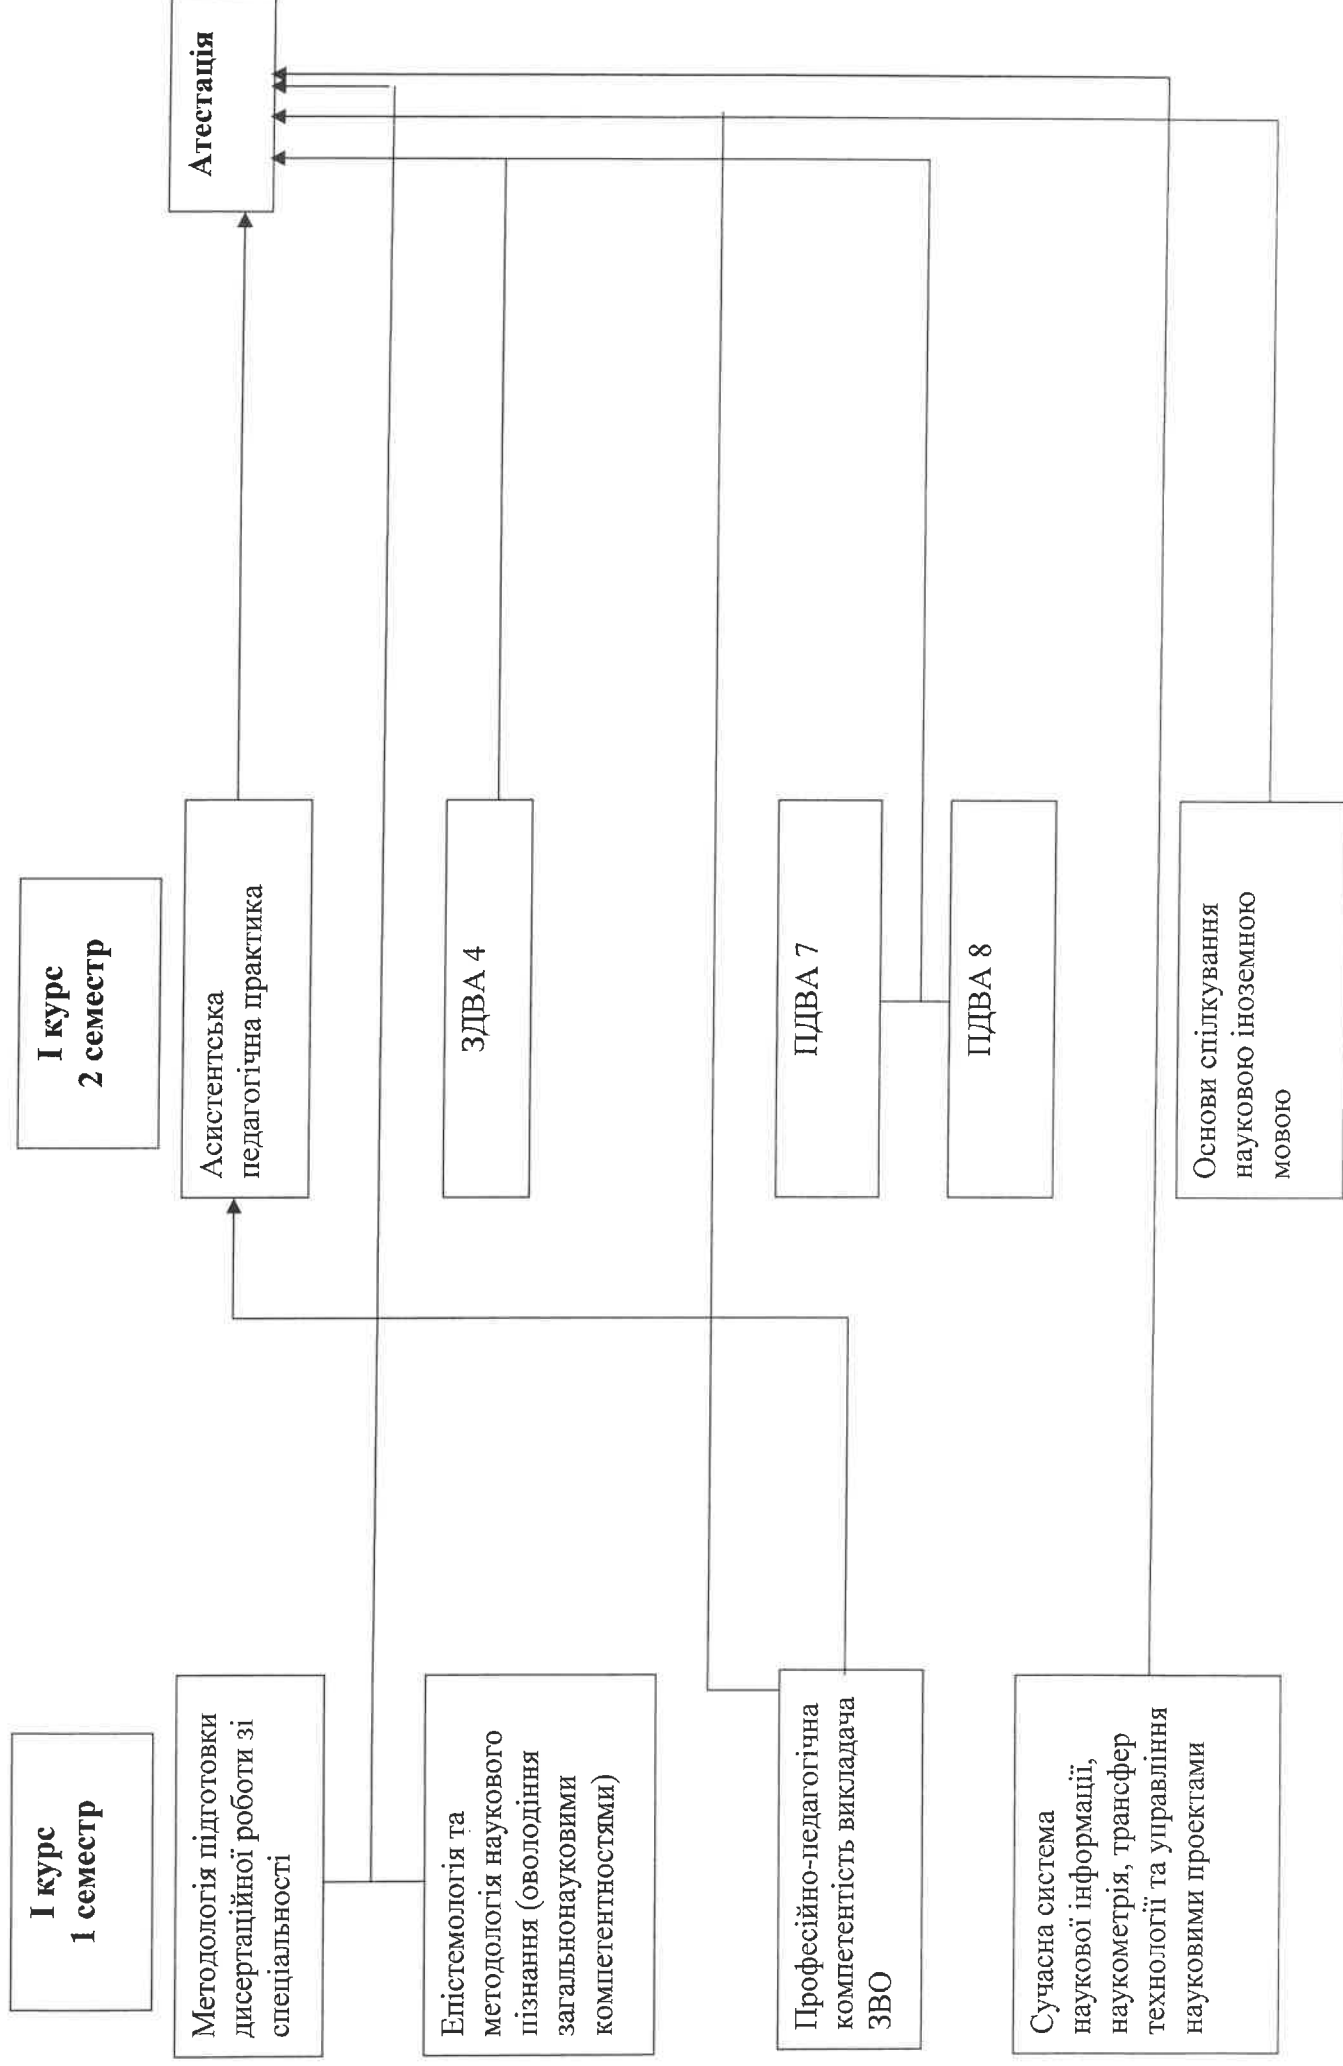 І курс
1 семестр
Методологія підготовки
дисертаційної роботи зі
спеціальності
Епістемологія та
методологія наукового
пізнання (оволодіння
загальнонауковими
компетентностями)
Професійно-педагогічна
компетентість викладача
ЗВО
Сучасна система
наукової інформації,
наукометрія, трансфер
технології та управління
науковими проектами
І курс
2 семестр
Асистентська
педагогічна практика
ЗДВА 4
ПДВА 7
ПДВА 8
Основи спілкування
науковою іноземною
мовою
Атестація